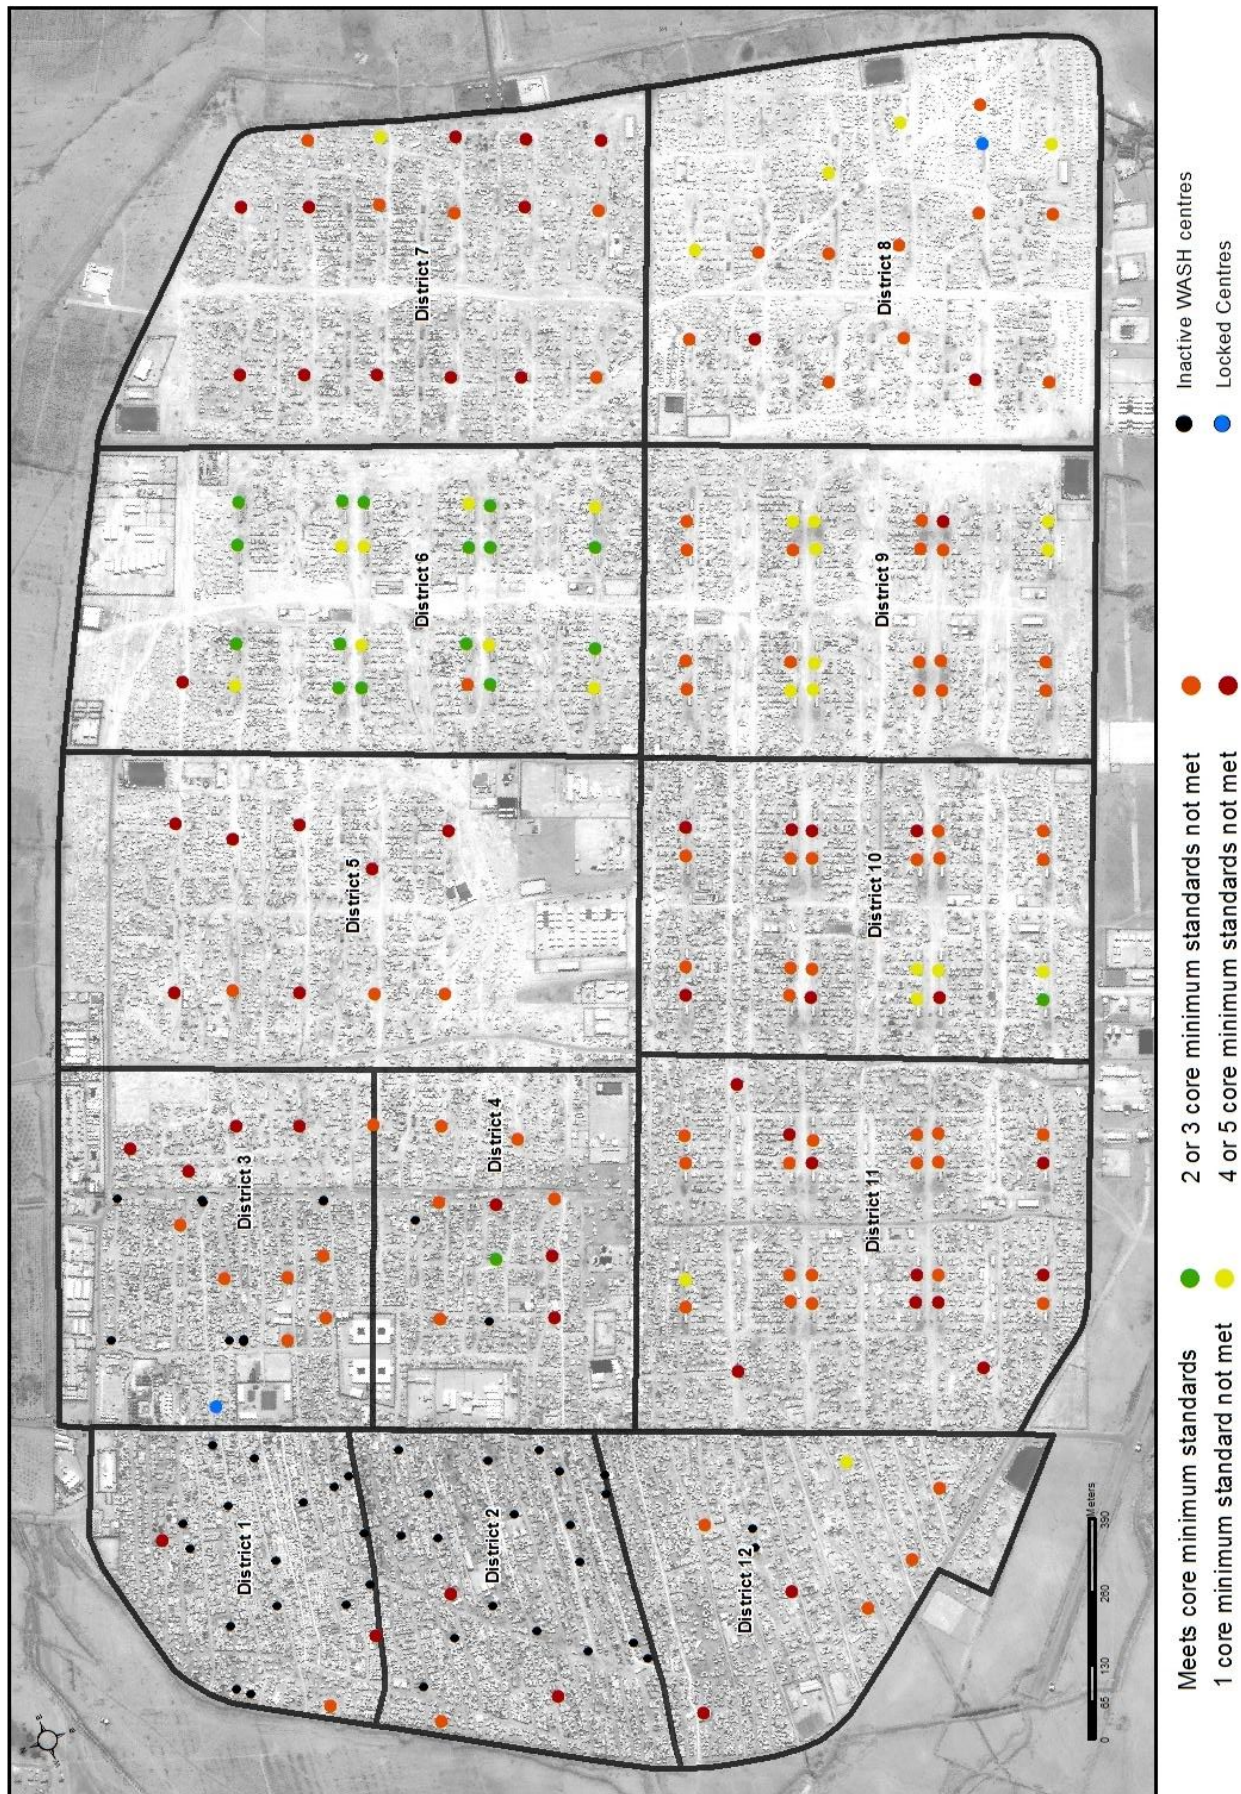 District 1
District 2
District 12
District 3
District 4
District 11
District 5
District 10
District 6
District 9
District 7
District 8
0 65 130 260 390
Meters
Meets core minimum standards
1 core minimum standard not met
2 or 3 core minimum standards not met
4 or 5 core minimum standards not met
Inactive WASH centres
Locked Centres